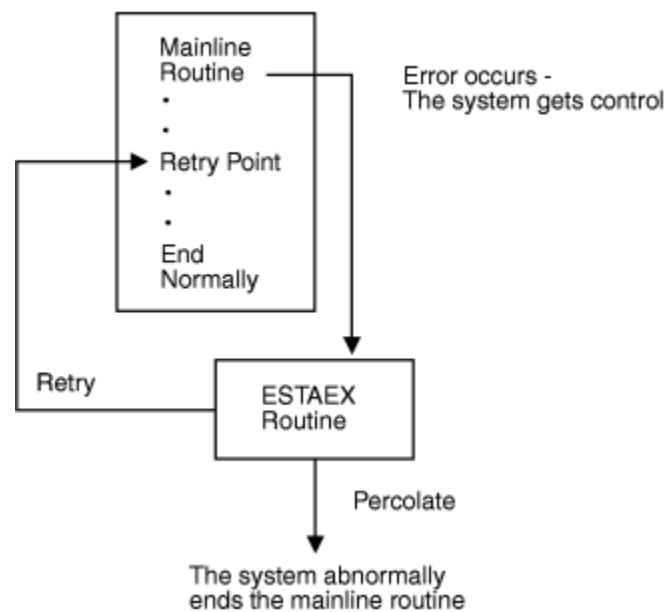 Mainline
Routine
Error occurs -
The system gets control
Retry Point
End
Normally
Retry
ESTAEX
Routine
Percolate
The system abnormally
ends the mainline routine